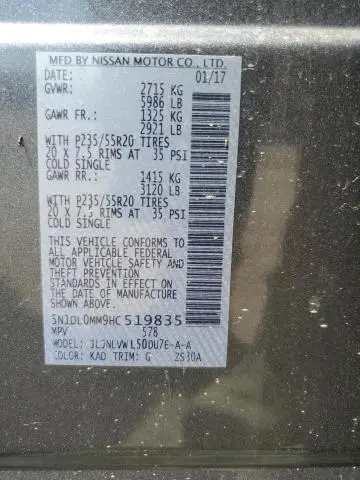 MFD BY NISSAN MOTOR CO., LTD.
DATE: 01/17
GVWR: 2715 KG
5986 LB
GAWR FR: 1325 KG
2921 LB
WITH P235/55R20 TIRES
20 X 7.5 RIMS AT 35 PSI
COLD SINGLE
GAWR RR: 1415 KG
3120 LB
WITH P235/55R20 TIRES
20 X 7.5 RIMS AT 35 PSI
COLD SINGLE
THIS VEHICLE CONFORMS TO
ALL APPLICABLE FEDERAL
MOTOR VEHICLE SAFETY AND
THEFT PREVENTION
STANDARDS IN EFFECT ON
THE DATE OF MANUFACTURE
SHOWN ABOVE.
5N1DL0MM9HC519835
MPV 578
MODEL: JLJNLVWL50DU7E-A-A
COLOR: KAD TRIM: G ZS30A